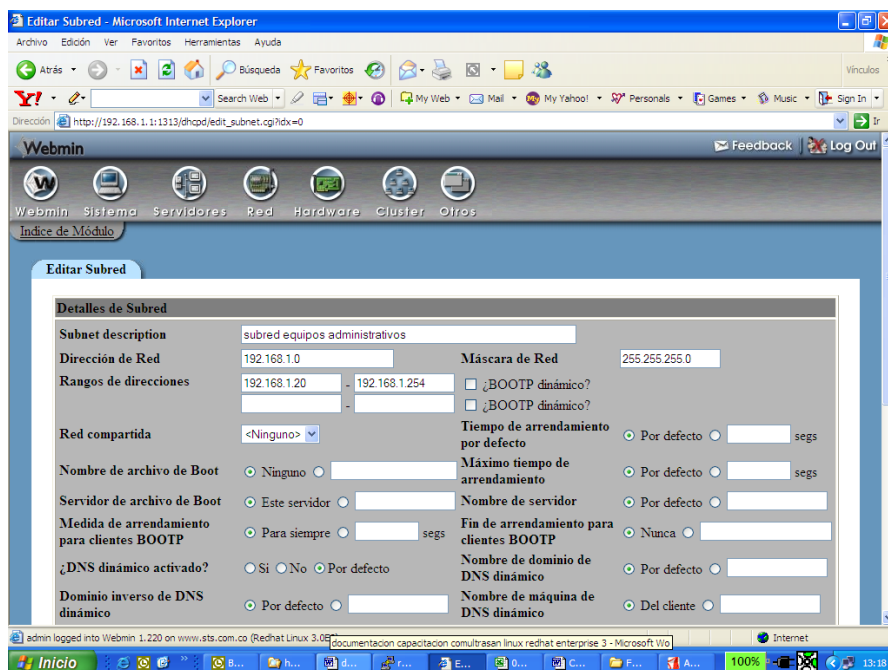 Editar Subred - Microsoft Internet Explorer
Archivo Edición Ver Favoritos Herramientas Ayuda
Atrás Búsqueda Favoritos Vínculos
Y! Search Web My Web Mail My Yahoo! Personals Games Music Sign In
Dirección http://192.168.1.1:1313/dhcpd/edit_subnet.cgi?idx=0 Ir
Webmin Feedback Log Out
Webmin Sistema Servidores Red Hardware Cluster Otros
Indice de Módulo
Editar Subred
Detalles de Subred
Subnet description subred equipos administrativos
Dirección de Red 192.168.1.0 Máscara de Red 255.255.255.0
Rangos de direcciones 192.168.1.20 - 192.168.1.254 ¿BOOTP dinámico?
- ¿BOOTP dinámico?
Red compartida <Ninguno> Tiempo de arrendamiento por defecto Por defecto segs
Nombre de archivo de Boot Ninguno Máximo tiempo de arrendamiento Por defecto segs
Servidor de archivo de Boot Este servidor Nombre de servidor Por defecto
Medida de arrendamiento para clientes BOOTP Para siempre segs Fin de arrendamiento para clientes BOOTP Nunca
¿DNS dinámico activado? Si No Por defecto Nombre de dominio de DNS dinámico Por defecto
Dominio inverso de DNS dinámico Por defecto Nombre de máquina de DNS dinámico Del cliente
admin logged into Webmin 1.220 on www.sts.com.co (Redhat Linux 3.0E Internet
documentacion capacitacion comultrasan linux redhat enterprise 3 - Microsoft Wo
Inicio B... h... d... r... E... 0... C... F... A... 100% 13:19